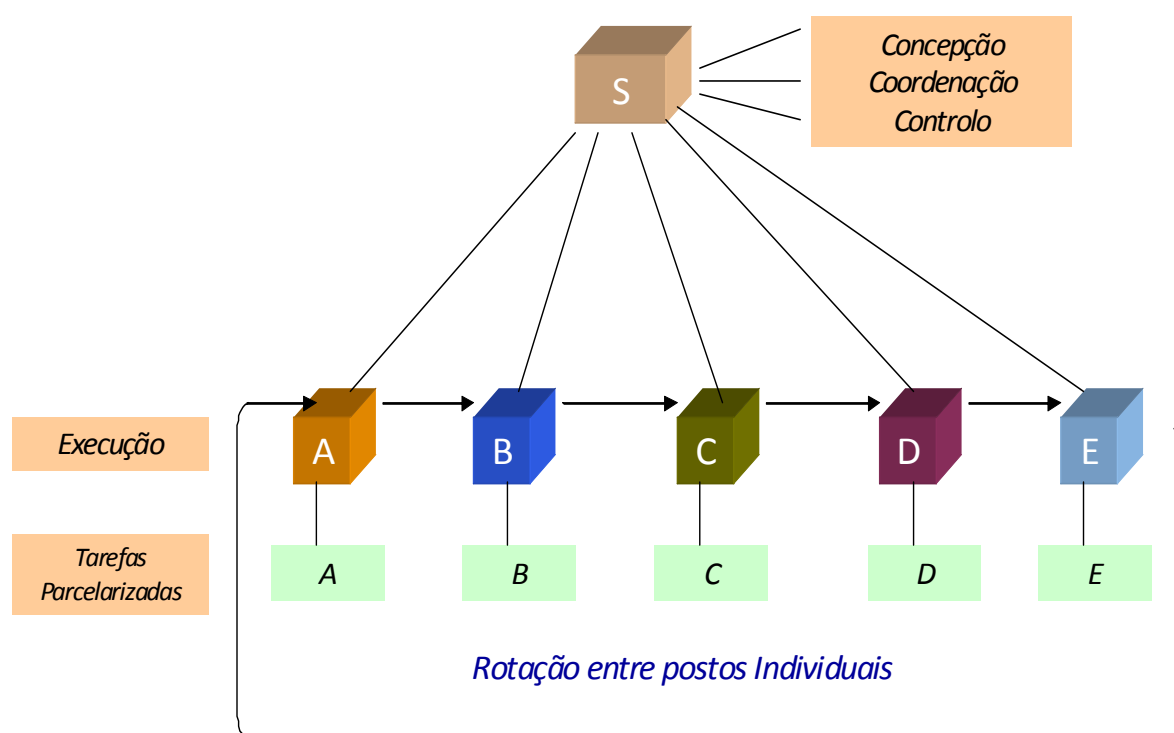 S
Concepção
Coordenação
Controlo
Execução
A
B
C
D
E
Tarefas
Parcelarizadas
A
B
C
D
E
Rotação entre postos Individuais